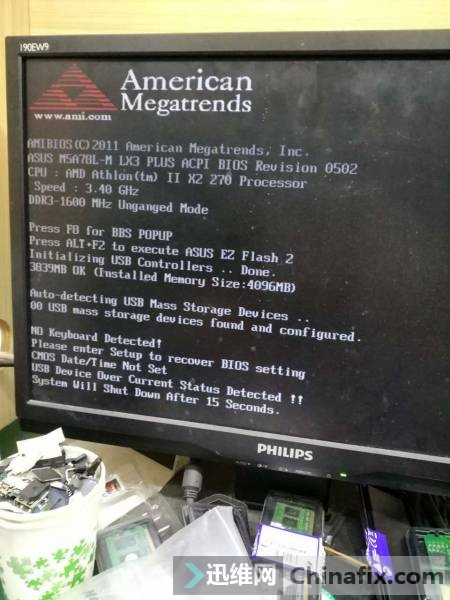 190EW9
American
Megatrends
www.ami.com
AMIBIOS(C)2011 American Megatrends, Inc.
ASUS M5A78L-M LX3 PLUS ACPI BIOS Revision 0502
CPU : AMD Athlon(tm) II X2 270 Processor
Speed : 3.40 GHz
DDR3-1600 MHz Unganged Mode
Press F8 for BBS POPUP
Press ALT+F2 to execute ASUS EZ Flash 2
Initializing USB Controllers .. Done.
3839MB OK (Installed Memory Size:4096MB)
Auto-detecting USB Mass Storage Devices ..
00 USB mass storage devices found and configured.
NO Keyboard Detected!
Please enter Setup to recover BIOS setting
CMOS Date/Time Not Set
USB Device Over Current Status Detected !!
System Will Shut Down After 15 Seconds.
PHILIPS
迅维网 Chinafix.com